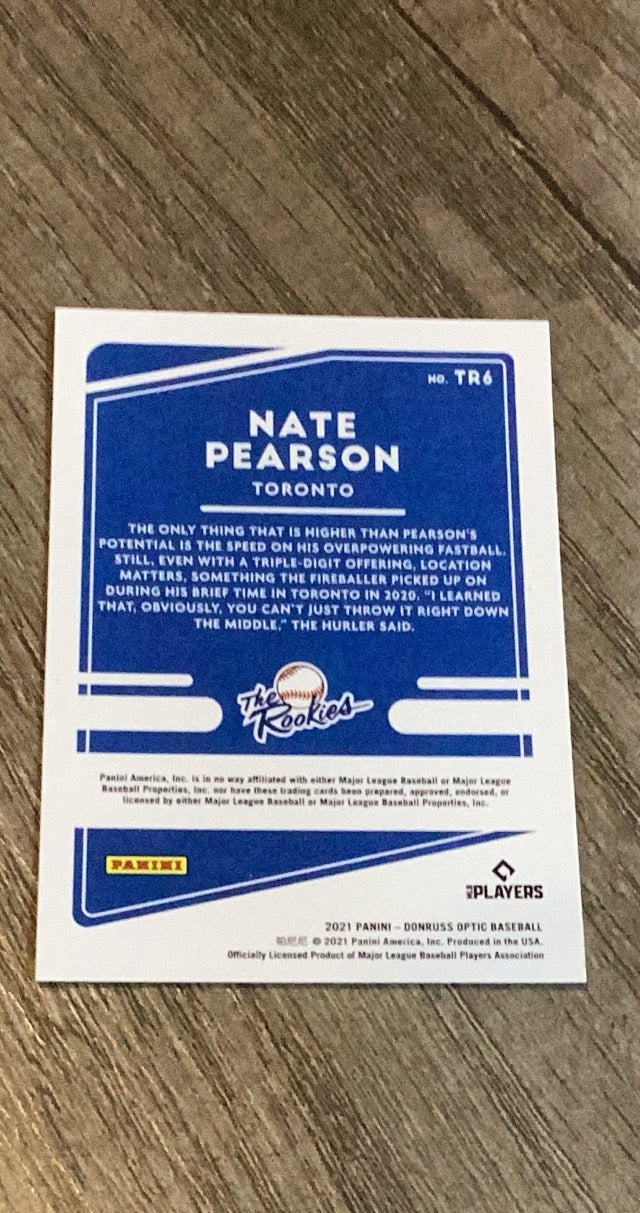 NO. TR6
NATE
PEARSON
TORONTO
THE ONLY THING THAT IS HIGHER THAN PEARSON'S
POTENTIAL IS THE SPEED ON HIS OVERPOWERING FASTBALL.
STILL, EVEN WITH A TRIPLE-DIGIT OFFERING, LOCATION
MATTERS, SOMETHING THE FIREBALLER PICKED UP ON
DURING HIS BRIEF TIME IN TORONTO IN 2020. "I LEARNED
THAT, OBVIOUSLY, YOU CAN'T JUST THROW IT RIGHT DOWN
THE MIDDLE," THE HURLER SAID.
The
Rookies
Panini America, Inc. is in no way affiliated with either Major League Baseball or Major League
Baseball Properties, Inc. nor have these trading cards been prepared, approved, endorsed, or
licensed by either Major League Baseball or Major League Baseball Properties, Inc.
PANINI
MLB PLAYERS
2021 PANINI – DONRUSS OPTIC BASEBALL
帕尼尼 © 2021 Panini America, Inc. Produced in the USA.
Officially Licensed Product of Major League Baseball Players Association